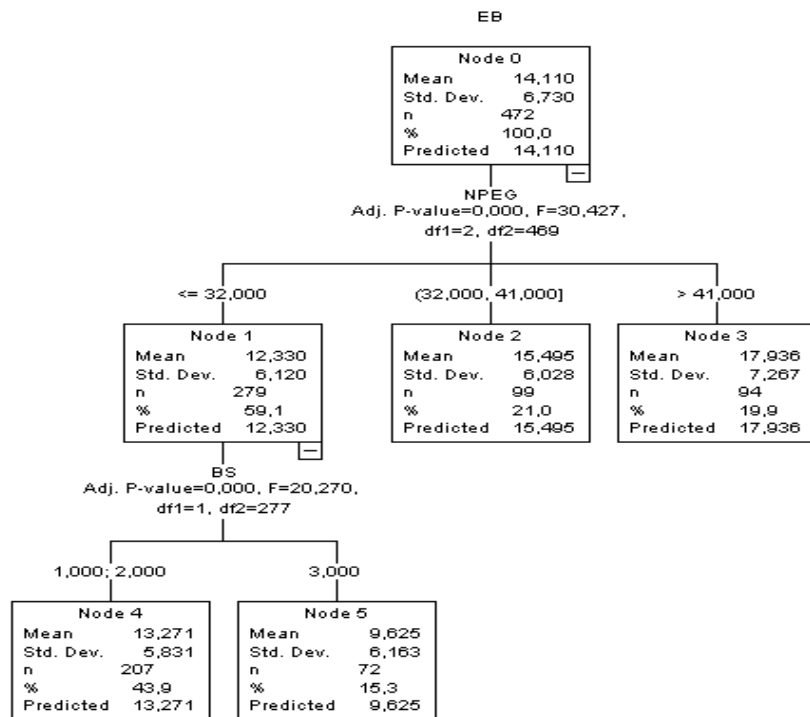 EB
Node 0
Mean 14,110
Std. Dev. 6,730
n 472
% 100,0
Predicted 14,110
NPEG
Adj. P-value=0,000, F=30,427,
df1=2, df2=469
<= 32,000
(32,000, 41,000]
> 41,000
Node 1
Mean 12,330
Std. Dev. 6,120
n 279
% 59,1
Predicted 12,330
Node 2
Mean 15,495
Std. Dev. 6,028
n 99
% 21,0
Predicted 15,495
Node 3
Mean 17,936
Std. Dev. 7,267
n 94
% 19,9
Predicted 17,936
BS
Adj. P-value=0,000, F=20,270,
df1=1, df2=277
1,000; 2,000
3,000
Node 4
Mean 13,271
Std. Dev. 5,831
n 207
% 43,9
Predicted 13,271
Node 5
Mean 9,625
Std. Dev. 6,163
n 72
% 15,3
Predicted 9,625